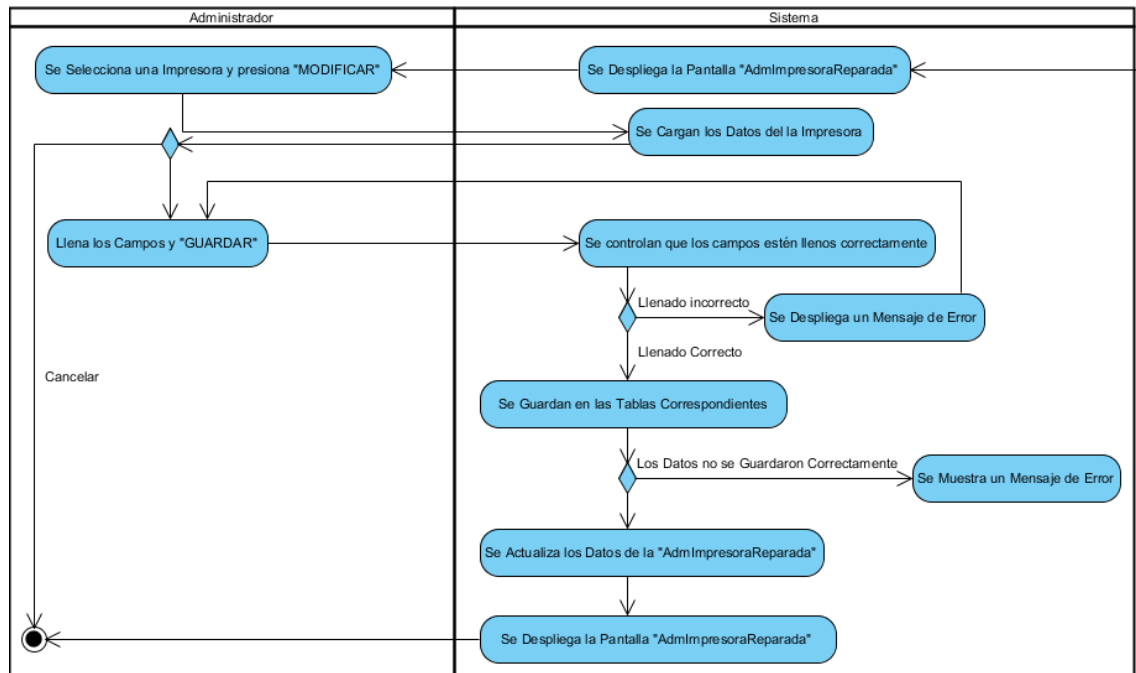 Administrador
Sistema
Se Selecciona una Impresora y presiona "MODIFICAR"
Se Despliega la Pantalla "AdmImpresoraReparada"
Se Cargan los Datos del la Impresora
Llena los Campos y "GUARDAR"
Se controlan que los campos estén llenos correctamente
Llenado incorrecto
Se Despliega un Mensaje de Error
Llenado Correcto
Cancelar
Se Guardan en las Tablas Correspondientes
Los Datos no se Guardaron Correctamente
Se Muestra un Mensaje de Error
Se Actualiza los Datos de la "AdmImpresoraReparada"
Se Despliega la Pantalla "AdmImpresoraReparada"